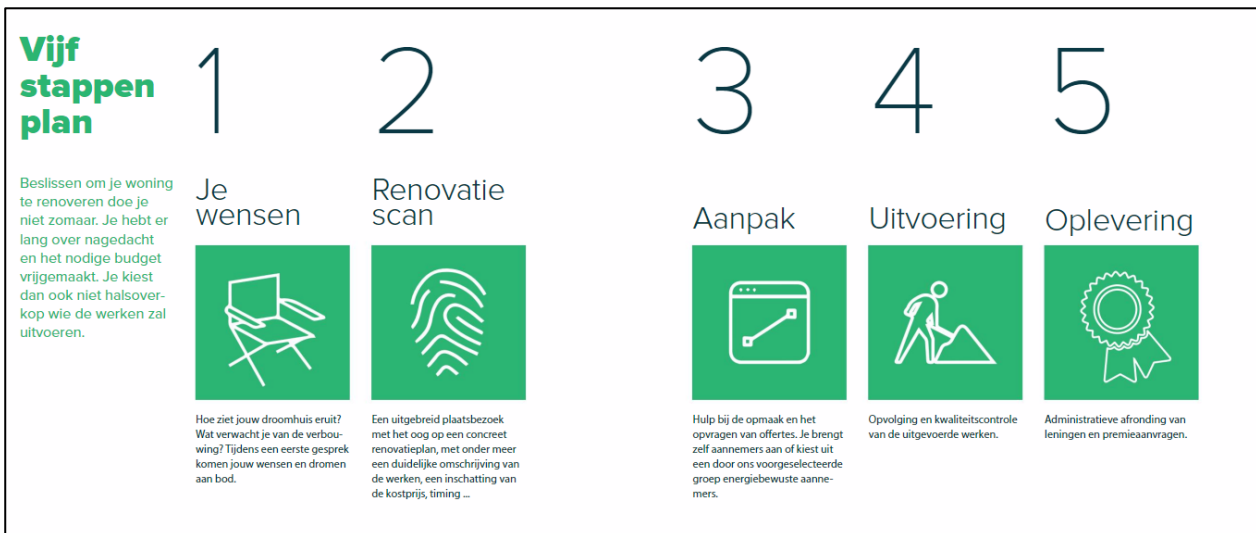 Vijf
stappen
plan
Beslissen om je woning
te renoveren doe je
niet zomaar. Je hebt er
lang over nagedacht
en het nodige budget
vrijgemaakt. Je kiest
dan ook niet halsover-
kop wie de werken zal
uitvoeren.
1
Je
wensen
Hoe ziet jouw droomhuis eruit?
Wat verwacht je van de verbou-
wing? Tijdens een eerste gesprek
komen jouw wensen en dromen
aan bod.
2
Renovatie
scan
Een uitgebreid plaatsbezoek
met het oog op een concreet
renovatieplan, met onder meer
een duidelijke omschrijving van
de werken, een inschatting van
de kostprijs, timing ...
3
Aanpak
Hulp bij de opmaak en het
opvragen van offertes. Je brengt
zelf aannemers aan of kiest uit
een door ons voorgeselecteerde
groep energiebewuste aanne-
mers.
4
Uitvoering
Opvolging en kwaliteitscontrole
van de uitgevoerde werken.
5
Oplevering
Administratieve afronding van
leningen en premieaanvragen.